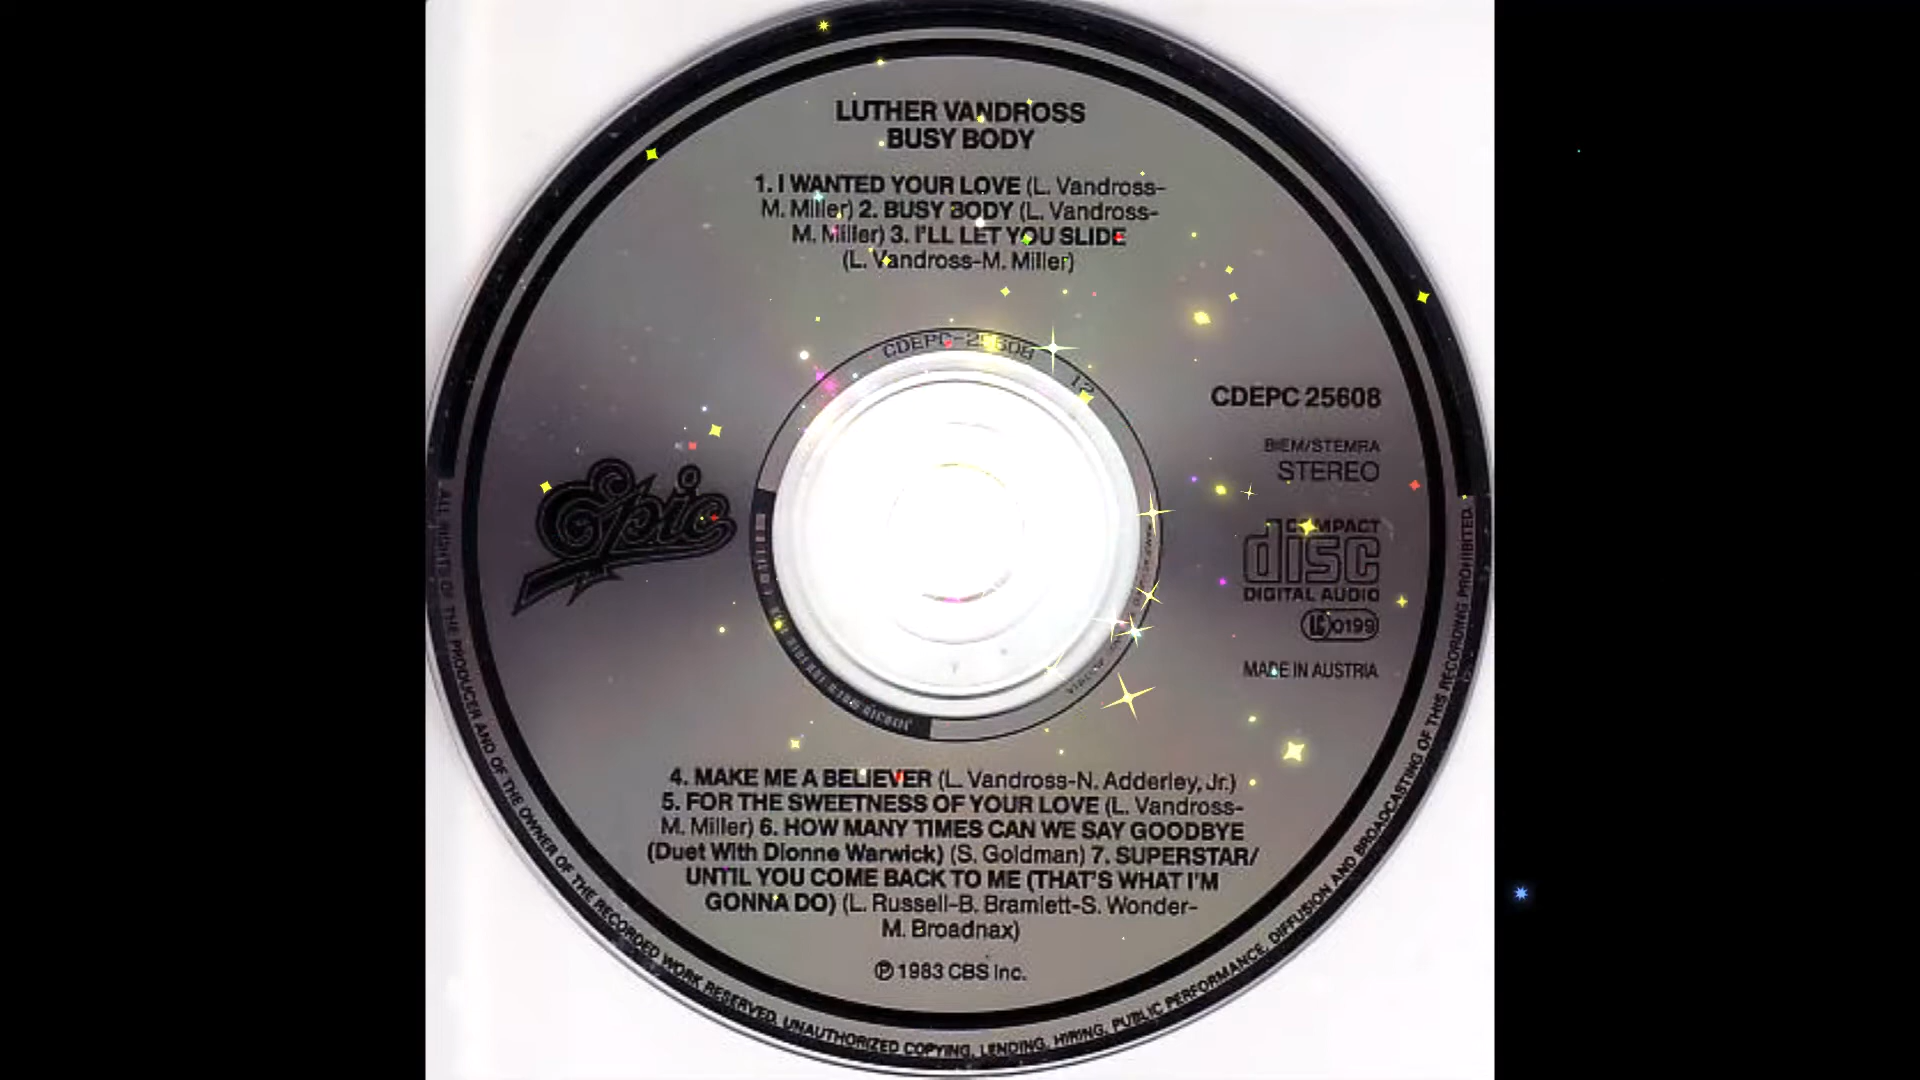 LUTHER VANDROSS
BUSY BODY
1. I WANTED YOUR LOVE (L. Vandross-
M. Miller) 2. BUSY BODY (L. Vandross-
M. Miller) 3. I'LL LET YOU SLIDE
(L. Vandross-M. Miller)
CDEPC-25608 12
CDEPC 25608
BIEM/STEMRA
STEREO
Epic
COMPACT
disc
DIGITAL AUDIO
LC 0199
MADE IN AUSTRIA
4. MAKE ME A BELIEVER (L. Vandross-N. Adderley, Jr.)
5. FOR THE SWEETNESS OF YOUR LOVE (L. Vandross-
M. Miller) 6. HOW MANY TIMES CAN WE SAY GOODBYE
(Duet With Dionne Warwick) (S. Goldman) 7. SUPERSTAR/
UNTIL YOU COME BACK TO ME (THAT'S WHAT I'M
GONNA DO) (L. Russell-B. Bramlett-S. Wonder-
M. Broadnax)
℗ 1983 CBS Inc.
ALL RIGHTS OF THE PRODUCER AND OF THE OWNER OF THE RECORDED WORK RESERVED. UNAUTHORIZED COPYING, LENDING, HIRING, PUBLIC PERFORMANCE, DIFFUSION AND BROADCASTING OF THIS RECORDING PROHIBITED.